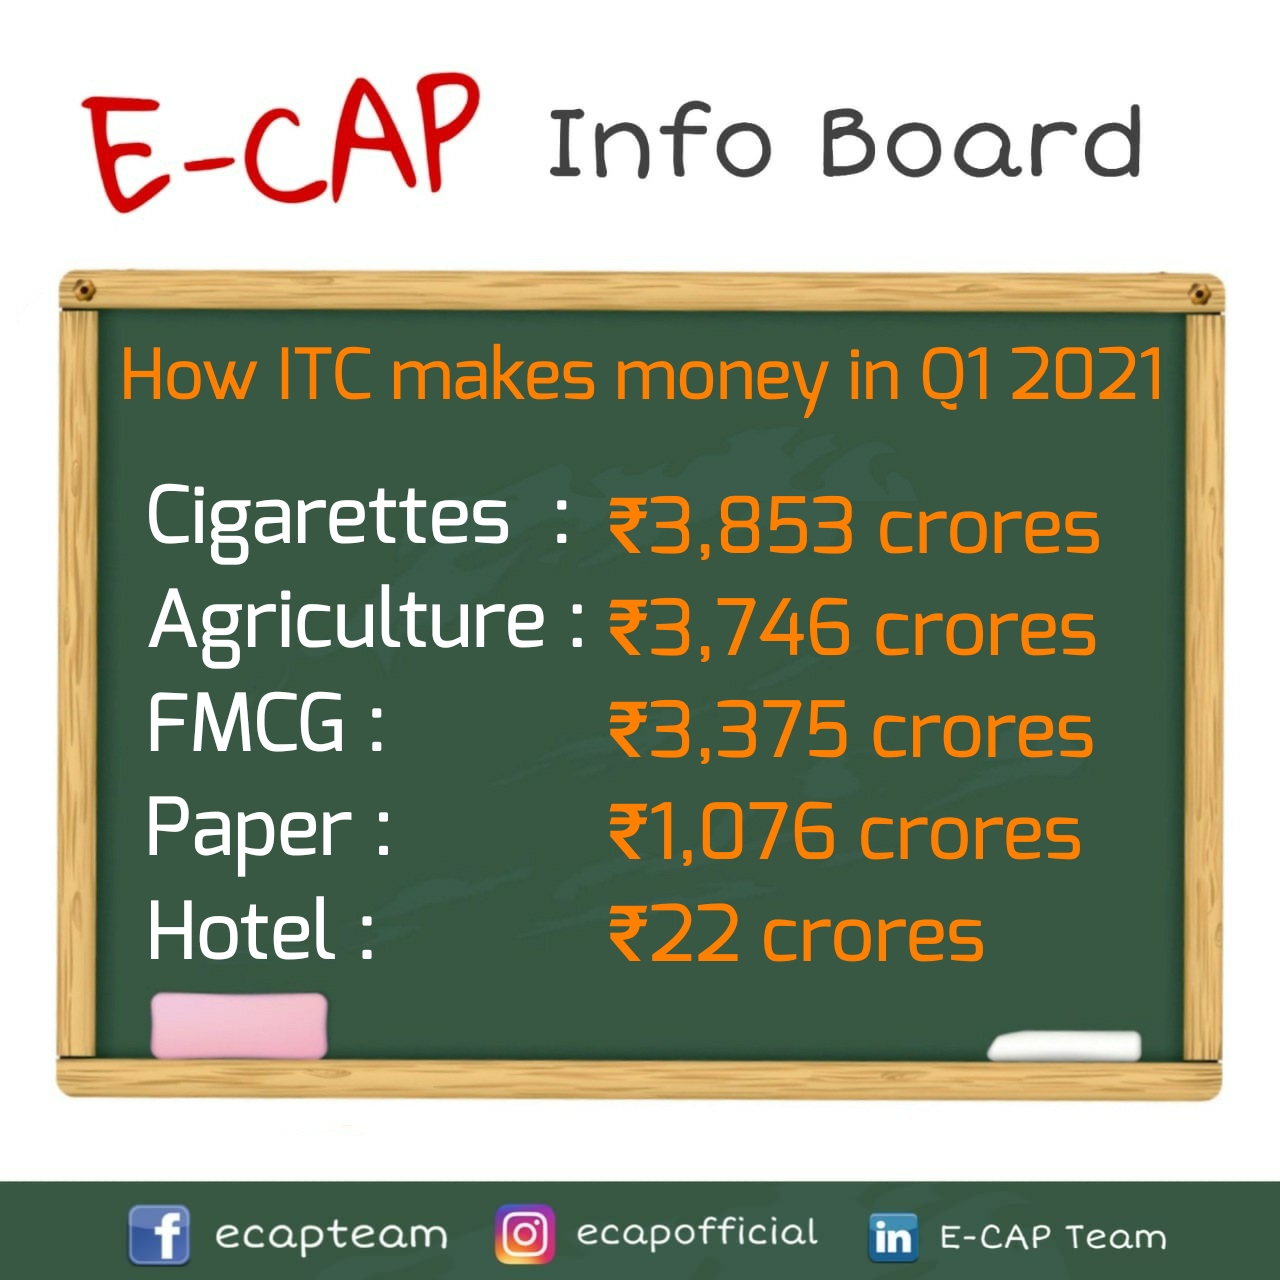 E-CAP Info Board
How ITC makes money in Q1 2021
Cigarettes : ₹3,853 crores
Agriculture : ₹3,746 crores
FMCG : ₹3,375 crores
Paper : ₹1,076 crores
Hotel : ₹22 crores
f ecapteam ecapofficial in E-CAP Team